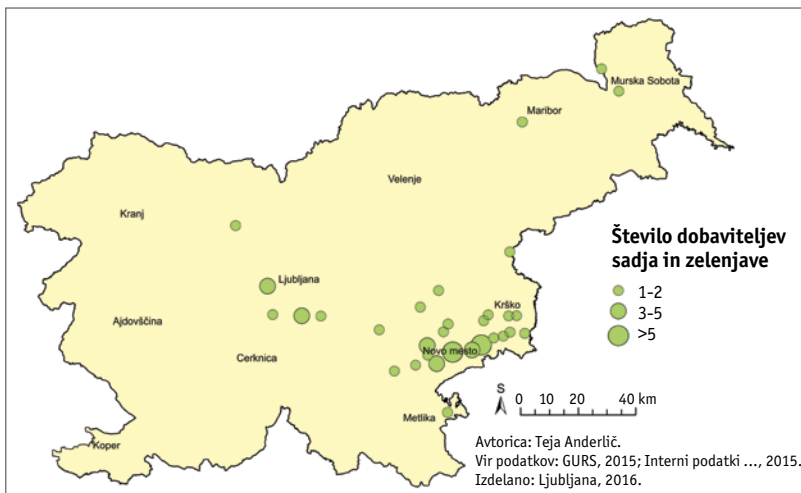 Murska Sobota
Maribor
Velenje
Kranj
Ljubljana
Ajdovščina
Cerknica
Krško
Novo mesto
Metlika
Koper
Število dobaviteljev
sadja in zelenjave
1-2
3-5
>5
S
0 10 20 40 km
Avtorica: Teja Anderlič.
Vir podatkov: GURS, 2015; Interni podatki ..., 2015.
Izdelano: Ljubljana, 2016.